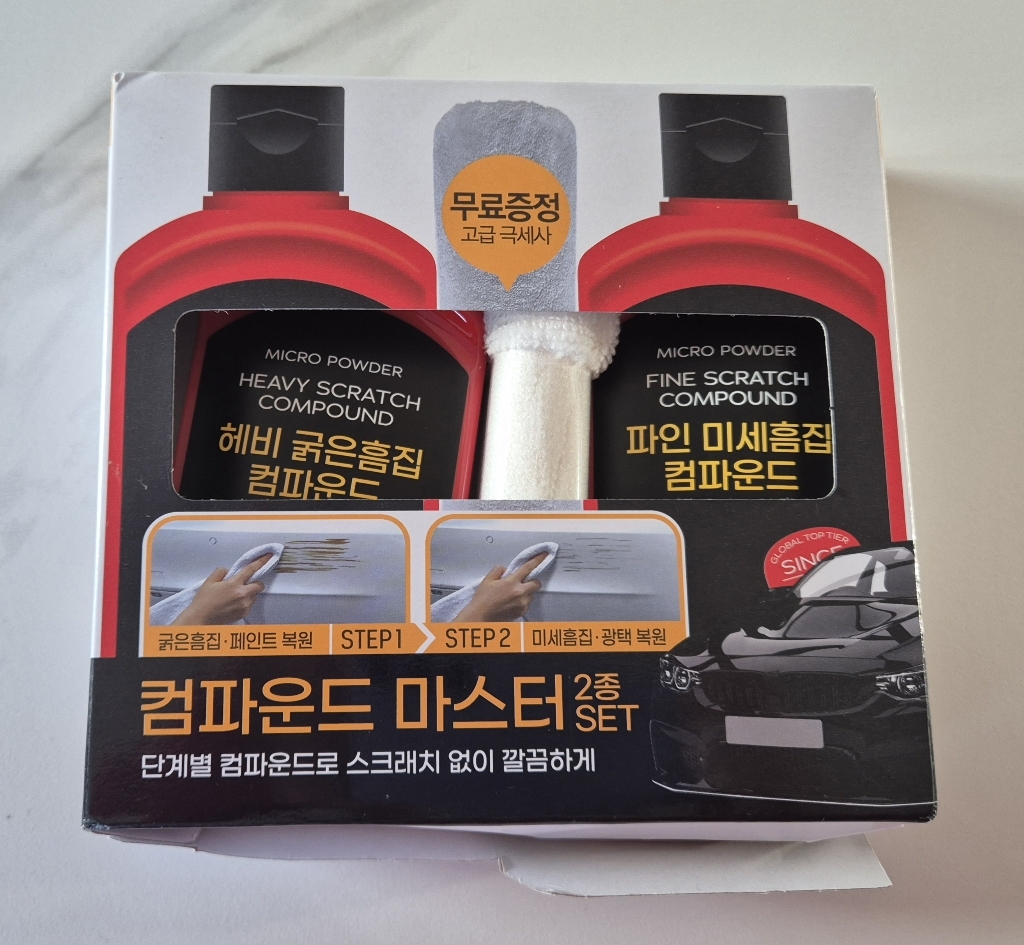 무료증정
고급 극세사
MICRO POWDER
HEAVY SCRATCH
COMPOUND
헤비 굵은흠집
컴파운드
MICRO POWDER
FINE SCRATCH
COMPOUND
파인 미세흠집
컴파운드
GLOBAL TOP TIER
SINCE
굵은흠집·페인트 복원 STEP 1
STEP 2 미세흠집·광택 복원
컴파운드 마스터 2종 SET
단계별 컴파운드로 스크래치 없이 깔끔하게